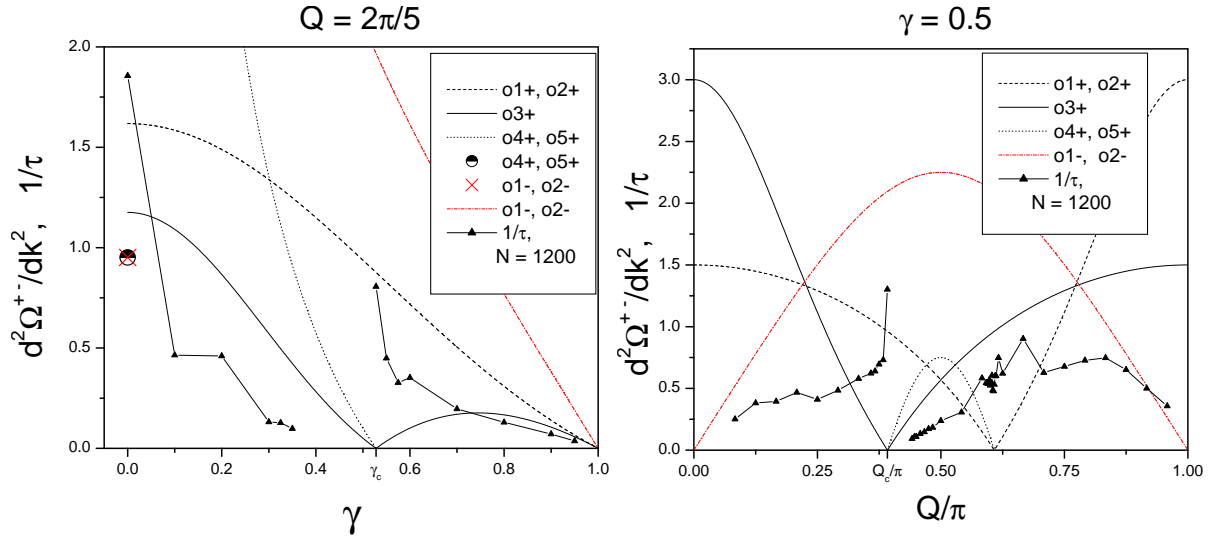 Q = 2π/5
d²Ω⁺⁻/dk², 1/τ
2.0
1.5
1.0
0.5
0.0
o1+, o2+
o3+
o4+, o5+
o4+, o5+
o1-, o2-
o1-, o2-
1/τ,
N = 1200
0.0 0.2 0.4 γc 0.6 0.8 1.0
γ
γ = 0.5
d²Ω⁺⁻/dk², 1/τ
3.0
2.5
2.0
1.5
1.0
0.5
0.0
o1+, o2+
o3+
o4+, o5+
o1-, o2-
1/τ,
N = 1200
0.00 0.25 Qc/π 0.50 0.75 1.00
Q/π